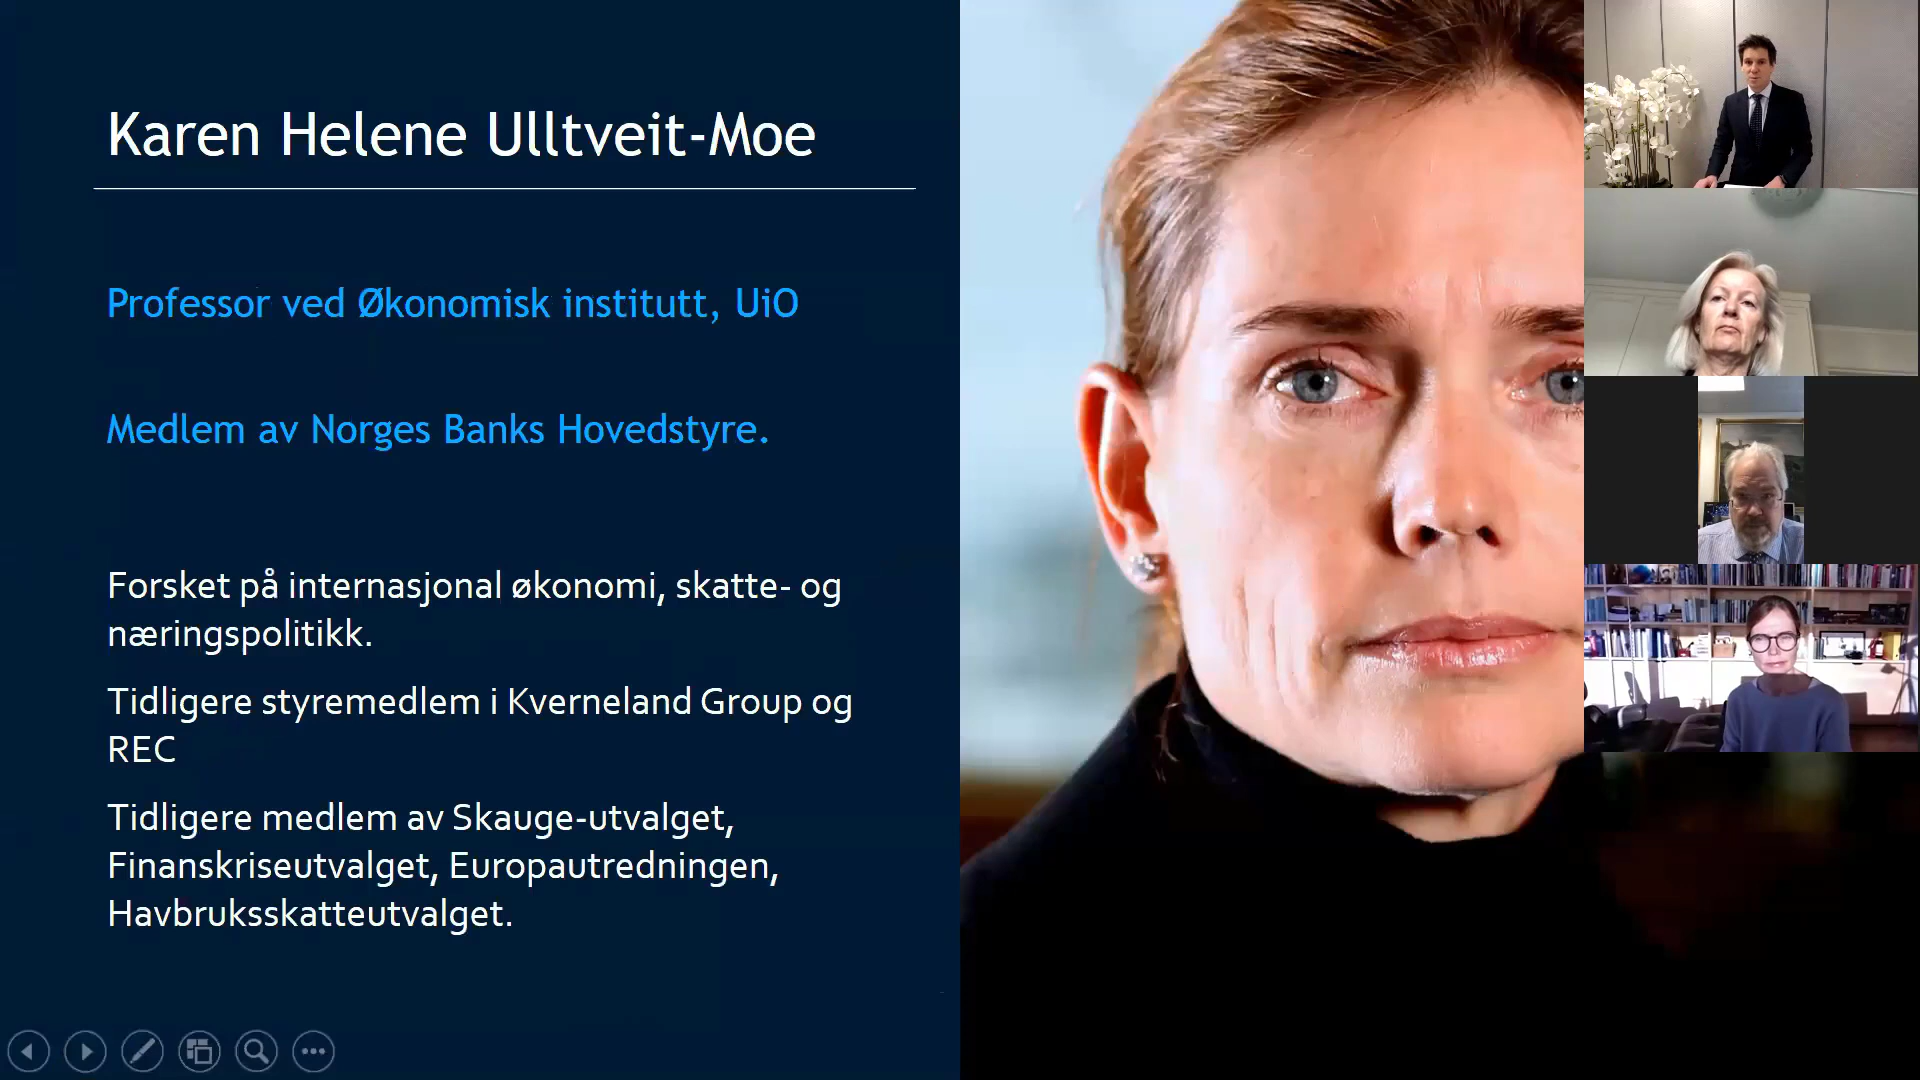 Karen Helene Ulltveit-Moe
Professor ved Økonomisk institutt, UiO
Medlem av Norges Banks Hovedstyre.
Forsket på internasjonal økonomi, skatte- og
næringspolitikk.
Tidligere styremedlem i Kverneland Group og
REC
Tidligere medlem av Skauge-utvalget,
Finanskriseutvalget, Europautredningen,
Havbruksskatteutvalget.